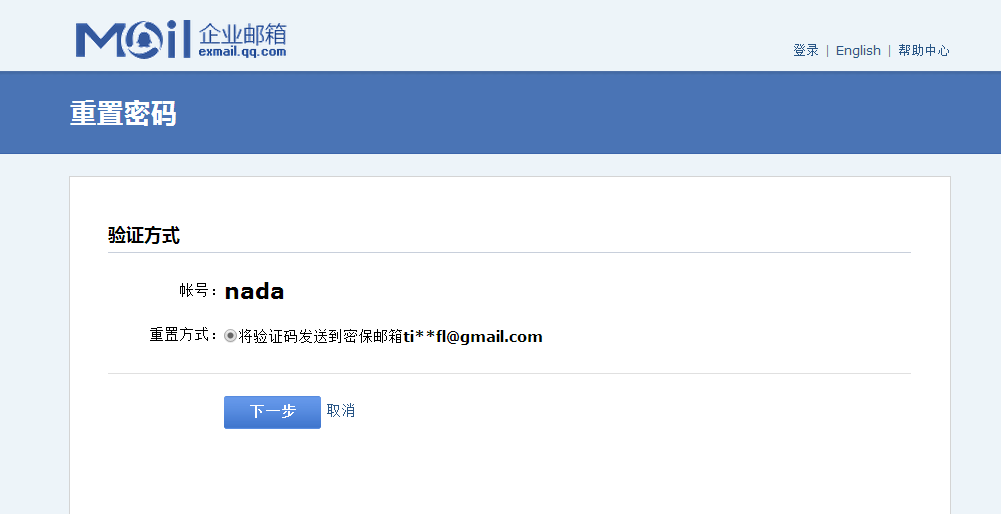 Mail 企业邮箱
exmail.qq.com
登录 | English | 帮助中心
重置密码
验证方式
帐号：nada
重置方式：将验证码发送到密保邮箱ti**fl@gmail.com
下一步 取消